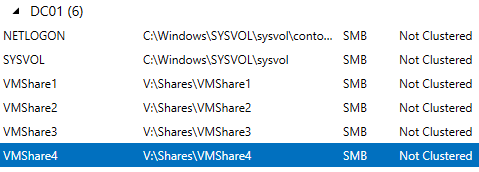 DC01 (6)
NETLOGON C:\Windows\SYSVOL\sysvol\conto... SMB Not Clustered
SYSVOL C:\Windows\SYSVOL\sysvol SMB Not Clustered
VMShare1 V:\Shares\VMShare1 SMB Not Clustered
VMShare2 V:\Shares\VMShare2 SMB Not Clustered
VMShare3 V:\Shares\VMShare3 SMB Not Clustered
VMShare4 V:\Shares\VMShare4 SMB Not Clustered